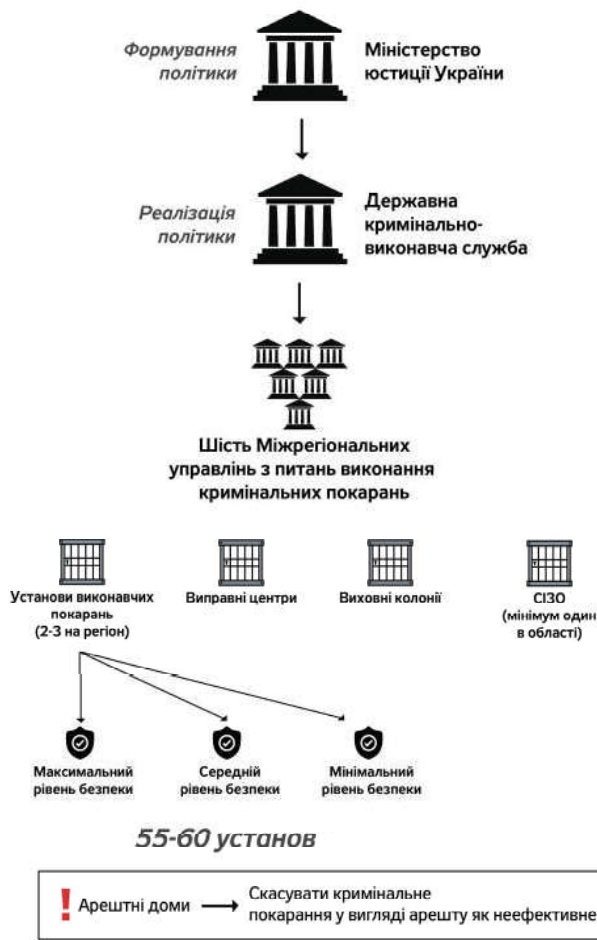 Формування
політики
Міністерство
юстиції України
Реалізація
політики
Державна
кримінально-
виконавча служба
Шість Міжрегіональних
управлінь з питань виконання
кримінальних покарань
Установи виконавчих
покарань
(2-3 на регіон)
Виправні центри
Виховні колонії
СІЗО
(мінімум один
в області)
Максимальний
рівень безпеки
Середній
рівень безпеки
Мінімальний
рівень безпеки
55-60 установ
! Арештні доми
Скасувати кримінальне
покарання у вигляді арешту як неефективне